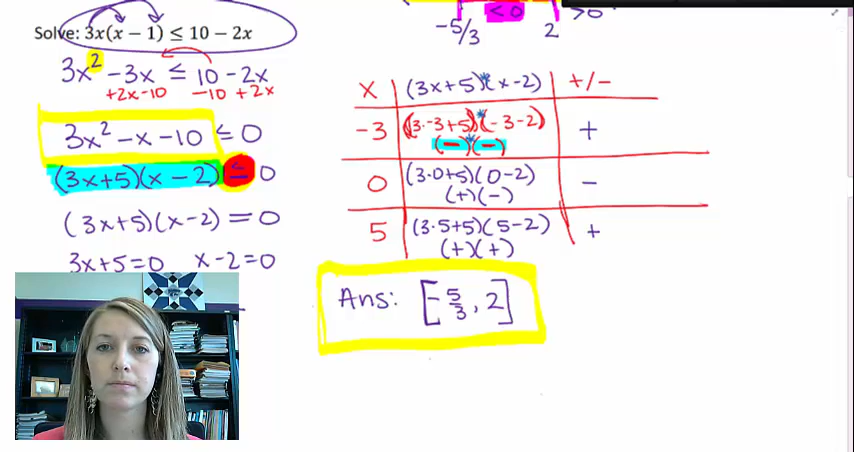 Solve: 3x(x − 1) ≤ 10 − 2x
3x² − 3x ≤ 10 − 2x
+2x−10 −10 +2x
3x² − x − 10 ≤ 0
(3x+5)(x − 2) ≤ 0
(3x+5)(x−2) = 0
3x+5=0 x−2=0
<0 >0
−5/3 2
x (3x+5)(x−2) +/−
−3 (3·−3+5)(−3−2) +
(−)(−)
0 (3·0+5)(0−2) −
(+)(−)
5 (3·5+5)(5−2) +
(+)(+)
Ans: [−5/3, 2]